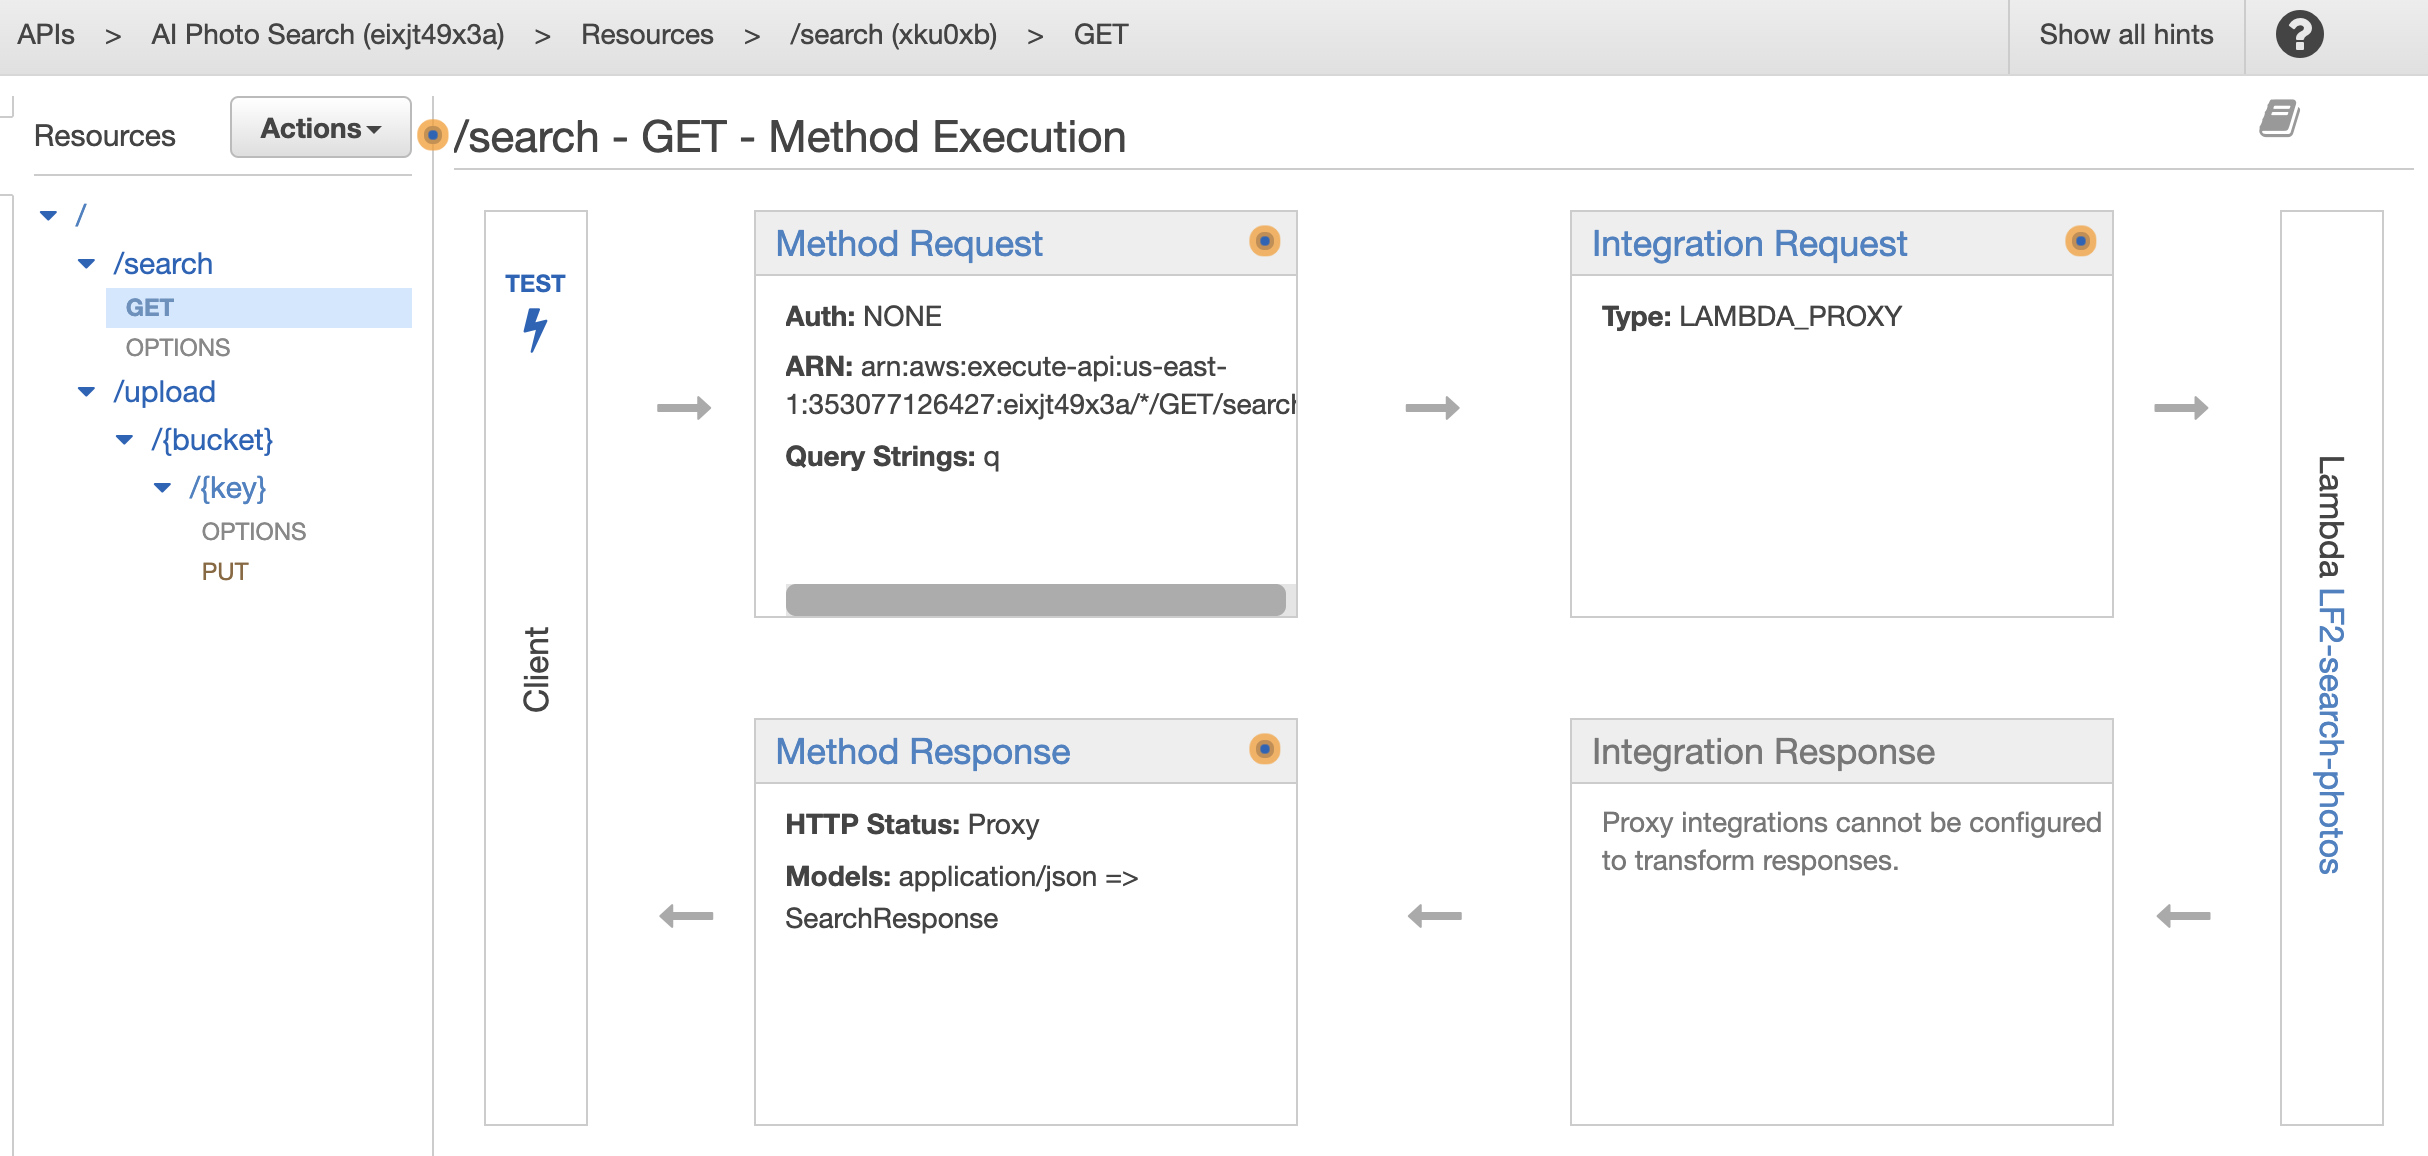 APIs > AI Photo Search (eixjt49x3a) > Resources > /search (xku0xb) > GET
Show all hints
?
Resources
Actions
/
/search
GET
OPTIONS
/upload
/{bucket}
/{key}
OPTIONS
PUT
/search - GET - Method Execution
TEST
Client
Method Request
Auth: NONE
ARN: arn:aws:execute-api:us-east-
1:353077126427:eixjt49x3a/*/GET/search
Query Strings: q
Integration Request
Type: LAMBDA_PROXY
Method Response
HTTP Status: Proxy
Models: application/json =>
SearchResponse
Integration Response
Proxy integrations cannot be configured
to transform responses.
Lambda LF2-search-photos